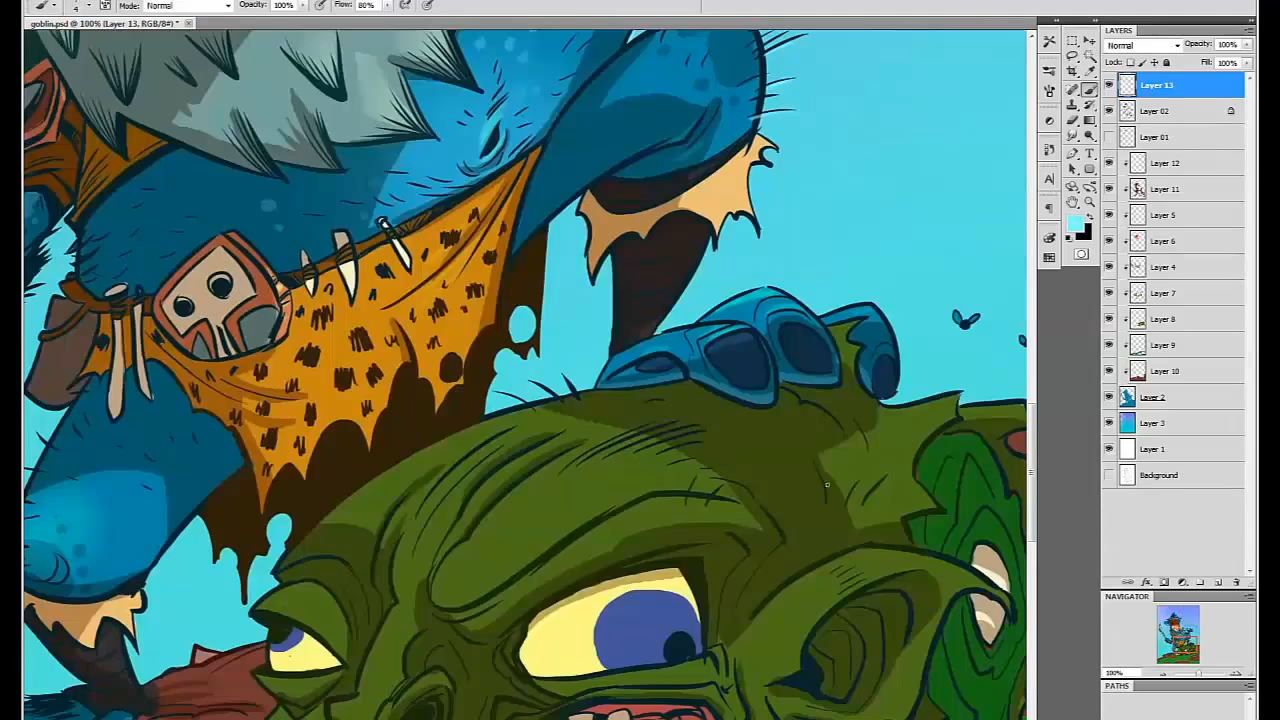 Mode: Normal Opacity: 100% Flow: 80%
4
goblin.psd @ 100% (Layer 13, RGB/8#) *
LAYERS
Normal Opacity: 100%
Lock: Fill: 100%
Layer 13
Layer 02
Layer 01
Layer 12
Layer 11
Layer 5
Layer 6
Layer 4
Layer 7
Layer 8
Layer 9
Layer 10
Layer 2
Layer 3
Layer 1
Background
NAVIGATOR
100%
PATHS